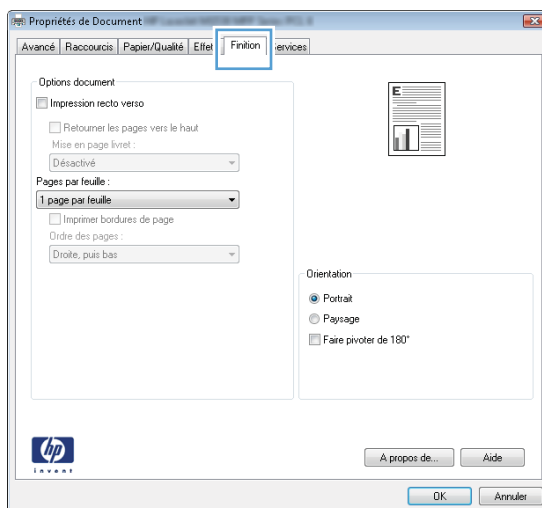 Propriétés de Document
Avancé Raccourcis Papier/Qualité Effet Finition ervices
Options document
Impression recto verso
Retourner les pages vers le haut
Mise en page livret :
Désactivé
Pages par feuille :
1 page par feuille
Imprimer bordures de page
Ordre des pages :
Droite, puis bas
E
Orientation
Portrait
Paysage
Faire pivoter de 180°
hp
invent
A propos de... Aide
OK Annuler